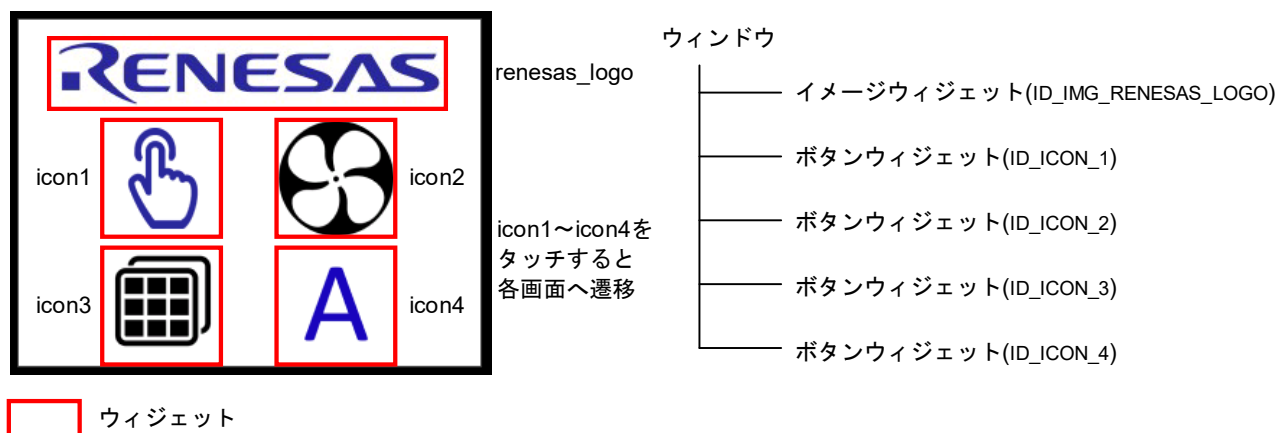 RENESAS
renesas_logo
icon1
icon2
icon3
A
icon4
icon1～icon4を
タッチすると
各画面へ遷移
ウィンドウ
イメージウィジェット(ID_IMG_RENESAS_LOGO)
ボタンウィジェット(ID_ICON_1)
ボタンウィジェット(ID_ICON_2)
ボタンウィジェット(ID_ICON_3)
ボタンウィジェット(ID_ICON_4)
ウィジェット